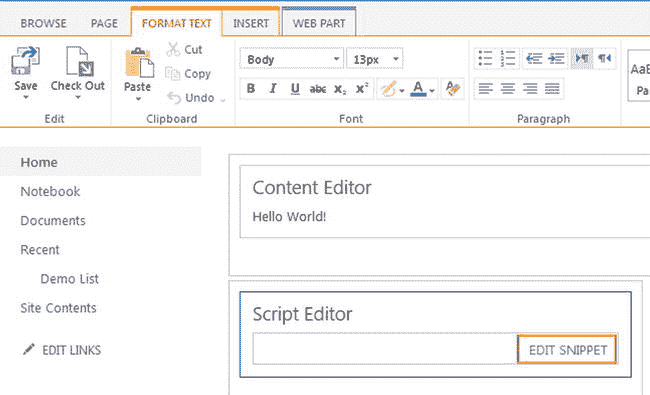 BROWSE PAGE FORMAT TEXT INSERT WEB PART
Save Check Out Paste Cut Copy Undo
Body 13px
B I U abc x₂ x² A
AaB
Pa
Edit Clipboard Font Paragraph
Home
Notebook
Documents
Recent
Demo List
Site Contents
EDIT LINKS
Content Editor
Hello World!
Script Editor
EDIT SNIPPET